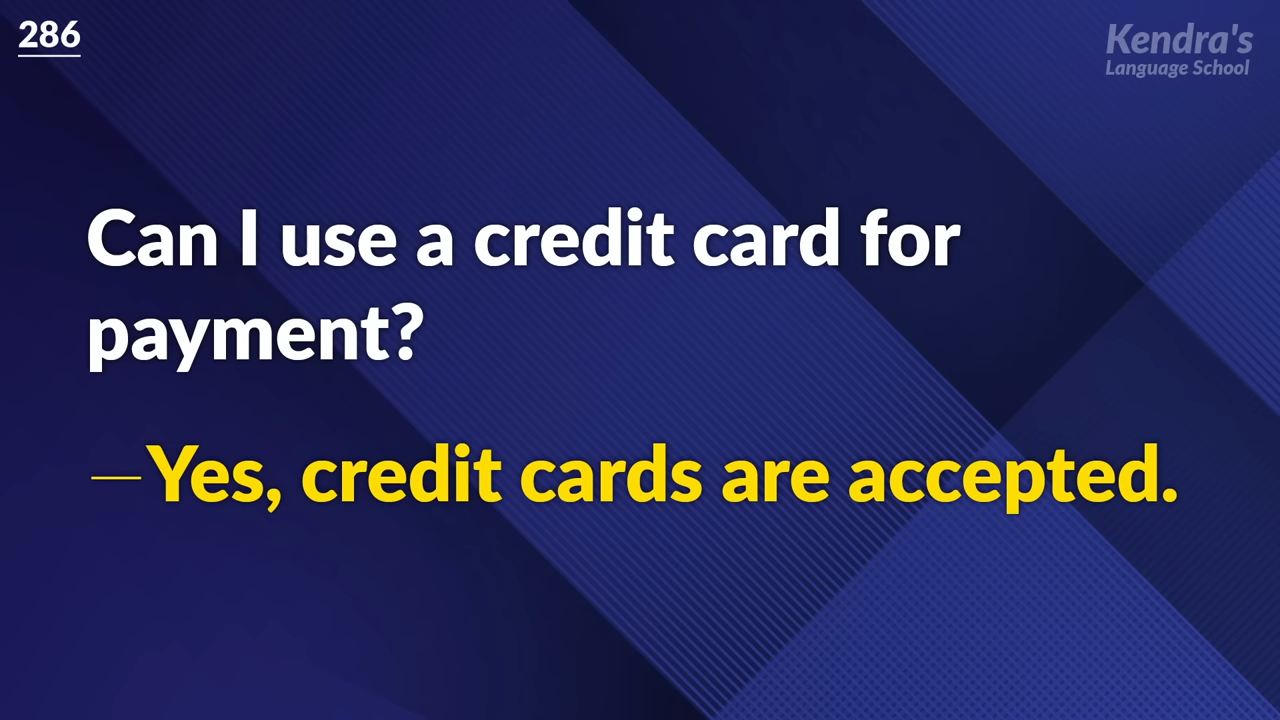 286
Kendra's
Language School
Can I use a credit card for
payment?
—Yes, credit cards are accepted.